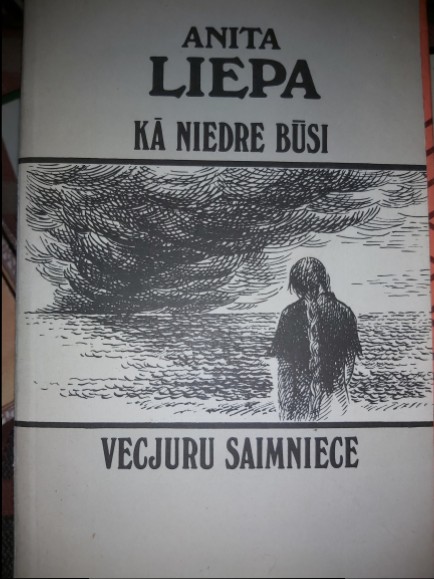 ANITA
LIEPA
KĀ NIEDRE BŪSI
VECJURU SAIMNIECE